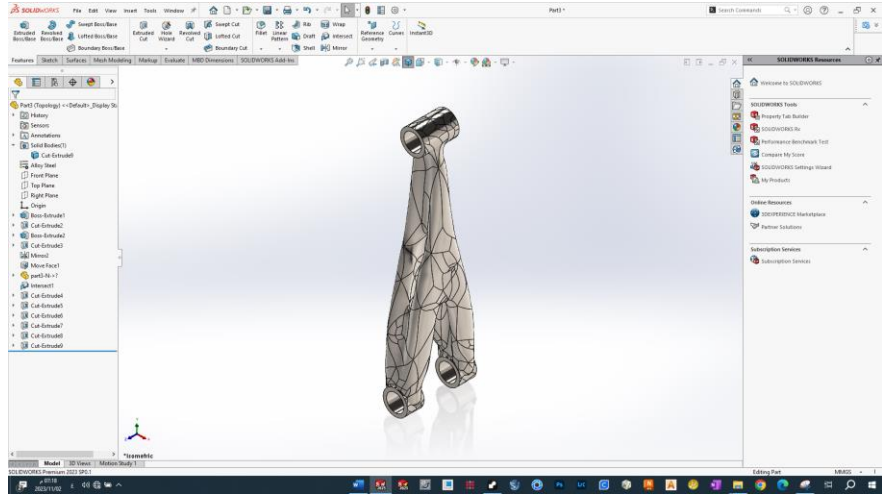 SOLIDWORKS File Edit View Insert Tools Window
Part3 *
Search Commands
Extruded Boss/Base
Revolved Boss/Base
Swept Boss/Base
Lofted Boss/Base
Boundary Boss/Base
Extruded Cut
Hole Wizard
Revolved Cut
Swept Cut
Lofted Cut
Boundary Cut
Fillet
Linear Pattern
Rib
Draft
Shell
Wrap
Intersect
Mirror
Reference Geometry
Curves
Instant3D
Features Sketch Surfaces Mesh Modeling Markup Evaluate MBD Dimensions SOLIDWORKS Add-Ins
Part3 (Topology) <<Default>_Display Sta
History
Sensors
Annotations
Solid Bodies(1)
Cut-Extrude9
Alloy Steel
Front Plane
Top Plane
Right Plane
Origin
Boss-Extrude1
Cut-Extrude2
Boss-Extrude2
Cut-Extrude3
Mirror2
Move Face1
Intersect1
Cut-Extrude4
Cut-Extrude5
Cut-Extrude6
Cut-Extrude7
Cut-Extrude8
Cut-Extrude9
*Isometric
SOLIDWORKS Resources
Welcome to SOLIDWORKS
SOLIDWORKS Tools
Property Tab Builder
SOLIDWORKS Rx
Performance Benchmark Test
Compare My Score
SOLIDWORKS Settings Wizard
My Products
Online Resources
3DEXPERIENCE Marketplace
Partner Solutions
Subscription Services
Subscription Services
Model 3D Views Motion Study 1
SOLIDWORKS Premium 2023 SP0.1
Editing Part
MMGS
2023/11/02